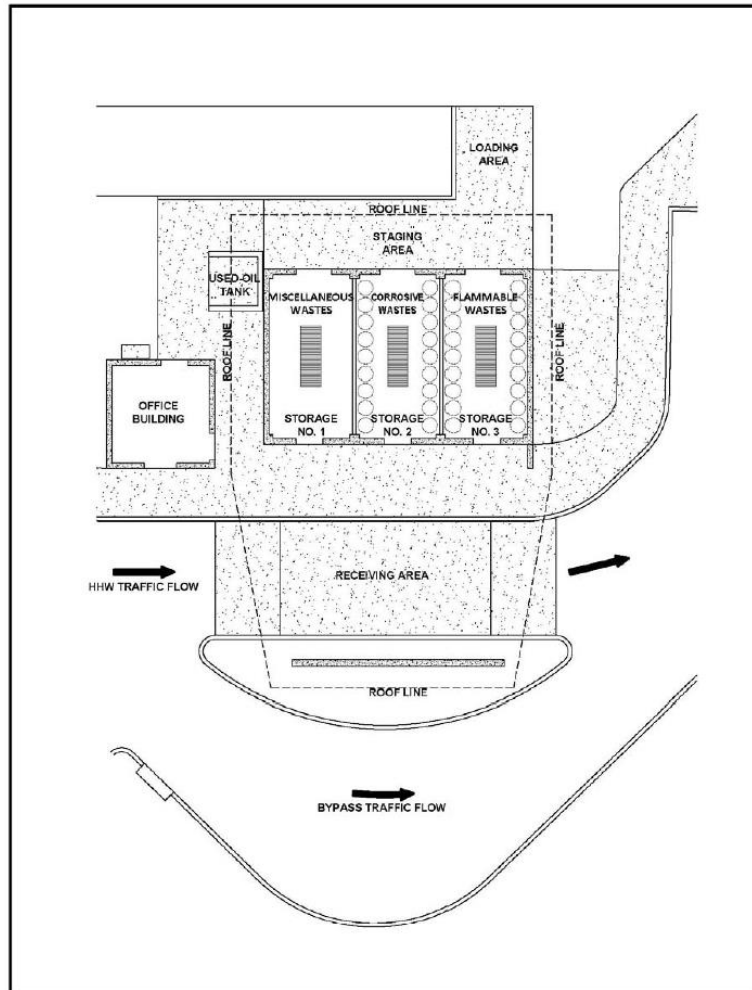 LOADING
AREA
ROOF LINE
STAGING
AREA
USED-OIL
TANK
MISCELLANEOUS
WASTES
CORROSIVE
WASTES
FLAMMABLE
WASTES
ROOF LINE
ROOF LINE
OFFICE
BUILDING
STORAGE
NO. 1
STORAGE
NO. 2
STORAGE
NO. 3
RECEIVING AREA
HHW TRAFFIC FLOW
ROOF LINE
BYPASS TRAFFIC FLOW